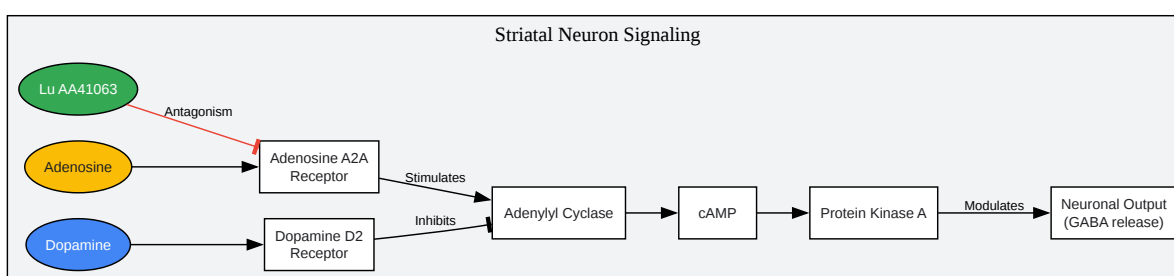 Striatal Neuron Signaling
Lu AA41063
Antagonism
Adenosine
Adenosine A2A
Receptor
Stimulates
Dopamine
Dopamine D2
Receptor
Inhibits
Adenylyl Cyclase
cAMP
Protein Kinase A
Modulates
Neuronal Output
(GABA release)